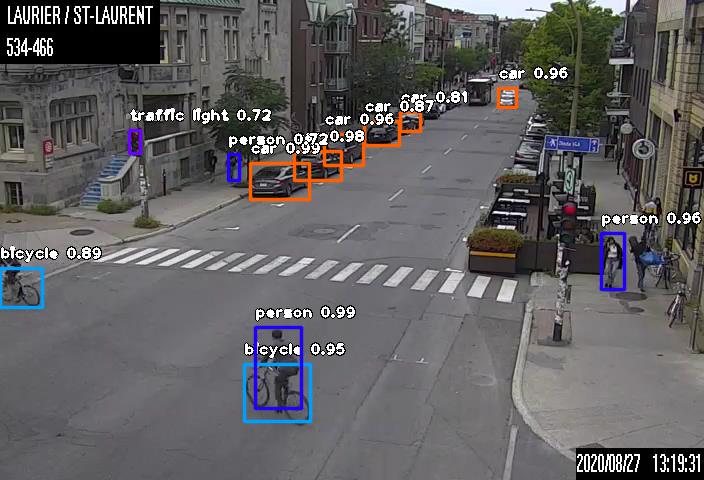 LAURIER / ST-LAURENT
534-466
car 0.96
car 0.81
car 0.87
car 0.96
traffic light 0.72
0.98
person 0.72
car 0.99
person 0.96
bicycle 0.89
person 0.99
bicycle 0.95
2020/08/27 13:19:31